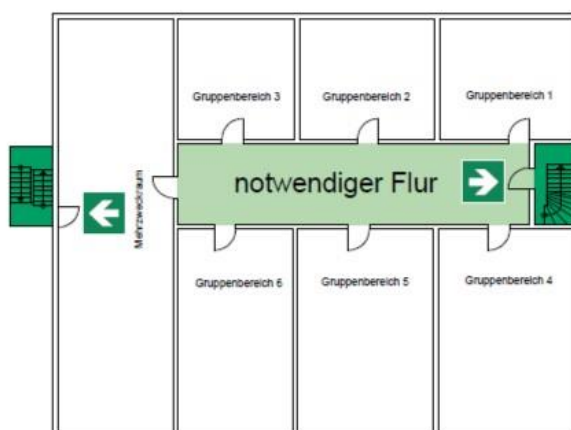 Gruppenbereich 3
Gruppenbereich 2
Gruppenbereich 1
notwendiger Flur
Mehrzweckraum
Gruppenbereich 6
Gruppenbereich 5
Gruppenbereich 4